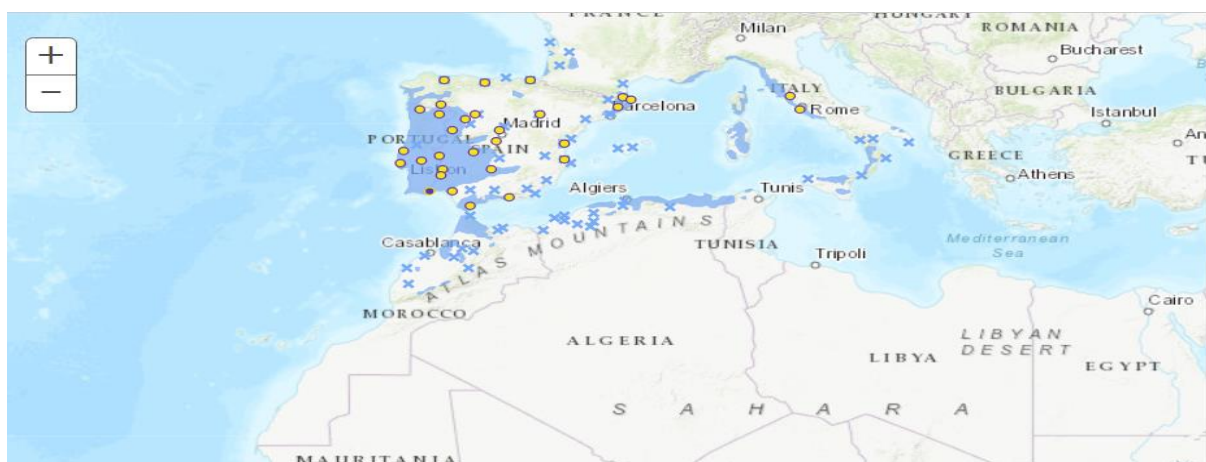 FRANCE
HUNGARY
Milan
ROMANIA
Bucharest
+
−
ITALY
BULGARIA
Barcelona
Rome
Istanbul
Madrid
PORTUGAL
SPAIN
GREECE
Lisbon
Athens
Algiers
Tunis
Casablanca
ATLAS MOUNTAINS
TUNISIA
Mediterranean
Sea
Tripoli
Cairo
MOROCCO
ALGERIA
LIBYAN
DESERT
LIBYA
EGYPT
SAHARA
MAURITANIA